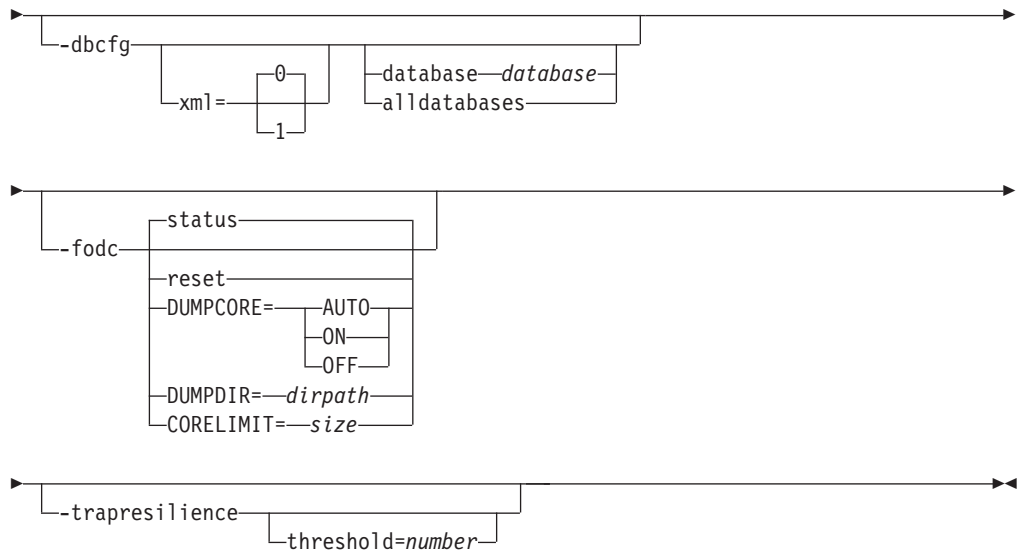 -dbcfg
xml=
0
1
database database
alldatabases
-fodc
status
reset
DUMPCORE=
AUTO
ON
OFF
DUMPDIR= dirpath
CORELIMIT= size
-trapresilience
threshold=number